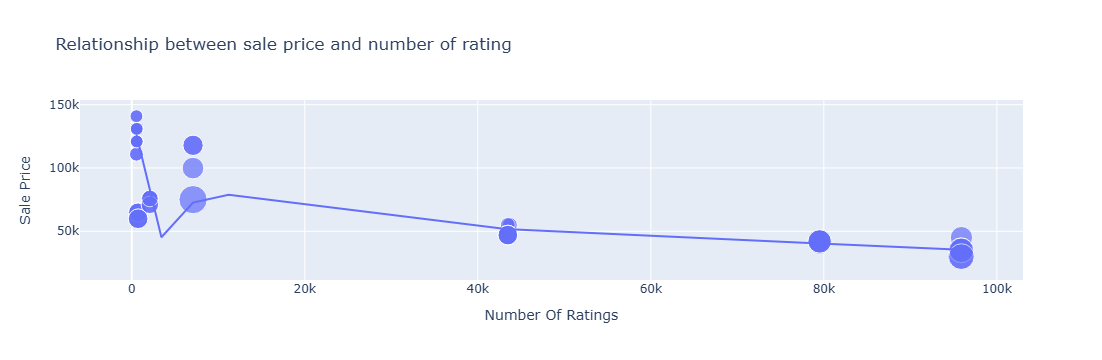 Relationship between sale price and number of rating
150k
100k
50k
Sale Price
0
20k
40k
60k
80k
100k
Number Of Ratings